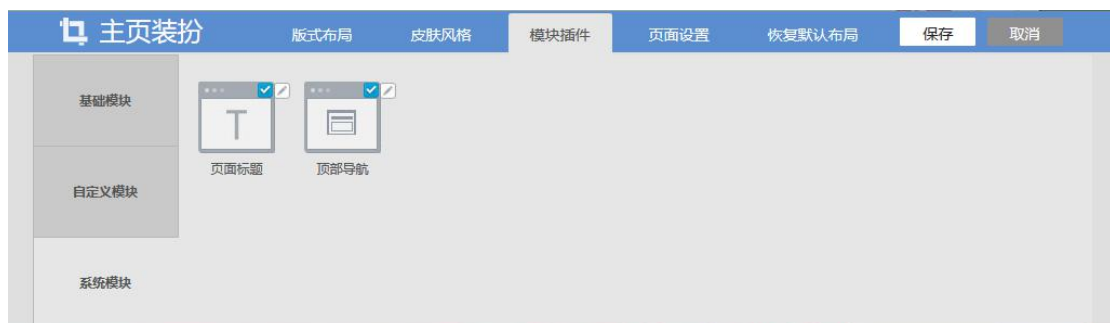 主页装扮 版式布局 皮肤风格 模块插件 页面设置 恢复默认布局 保存 取消
基础模块
T
页面标题 顶部导航
自定义模块
系统模块